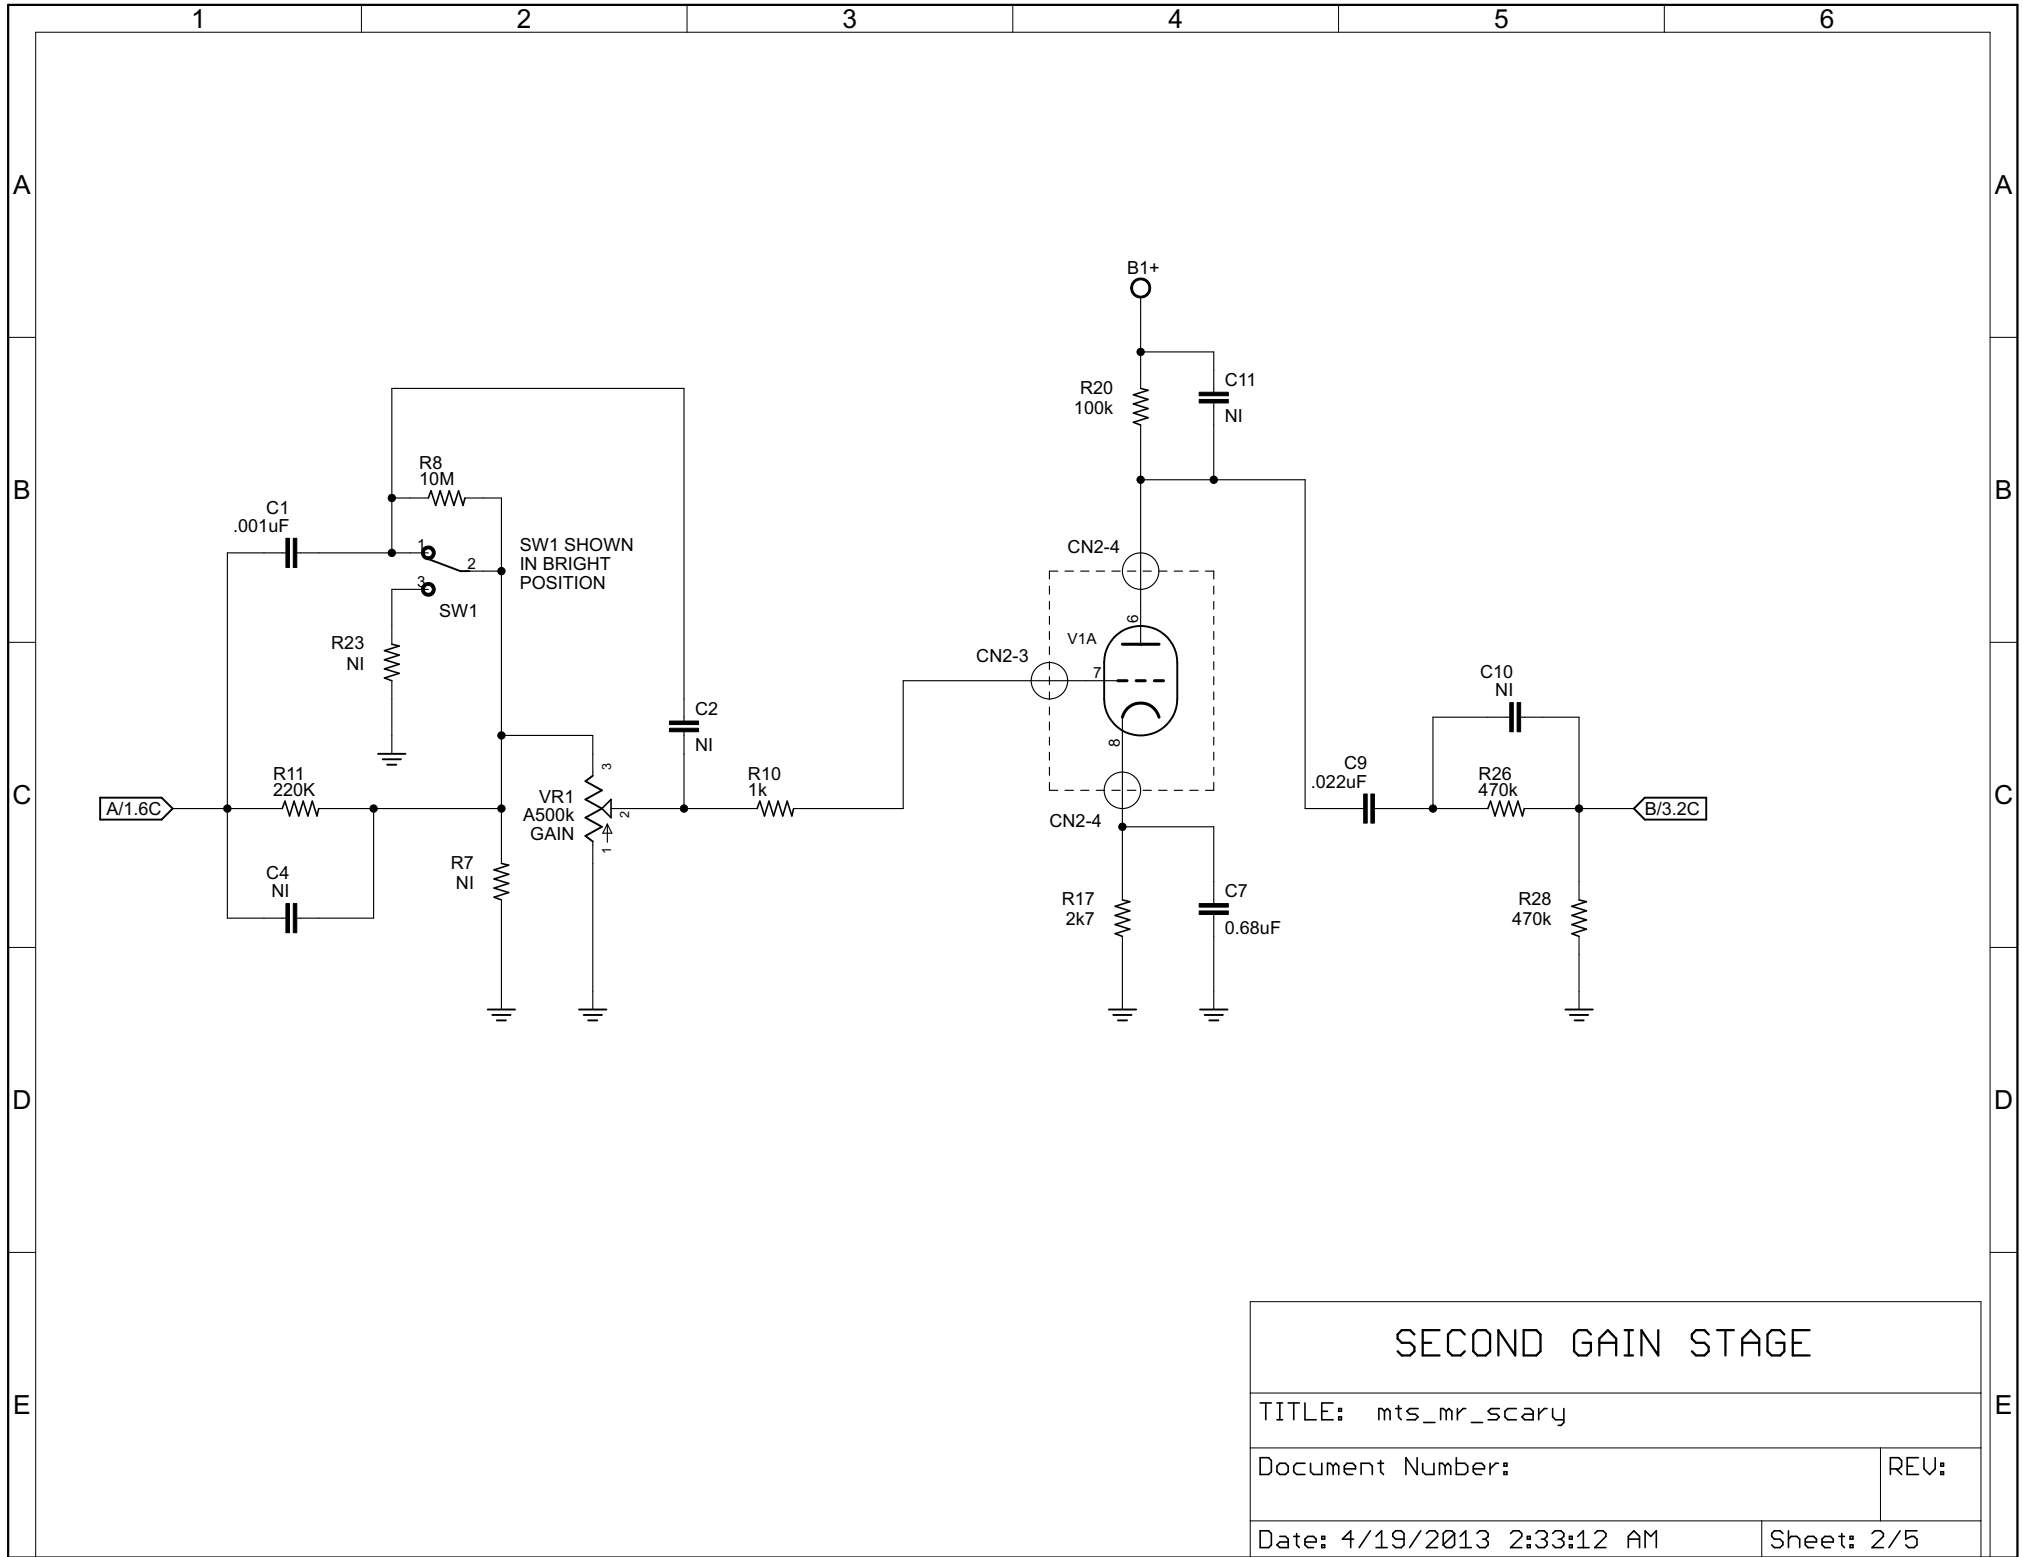 1 2 3 4 5 6
A A
B1+
R20
100k
C11
NI
B B
R8
10M
C1
.001uF
1
2
3
SW1 SHOWN
IN BRIGHT
POSITION
SW1
R23
NI
CN2-4
6
V1A
CN2-3
7
8
CN2-4
C2
NI
C10
NI
C C
A/1.6C
R11
220K
C4
NI
R7
NI
3
VR1
A500k
GAIN
2
1
R10
1k
C9
.022uF
R26
470k
B/3.2C
R17
2k7
C7
0.68uF
R28
470k
D D
E E
SECOND GAIN STAGE
TITLE: mts_mr_scary
Document Number:
REV:
Date: 4/19/2013 2:33:12 AM
Sheet: 2/5